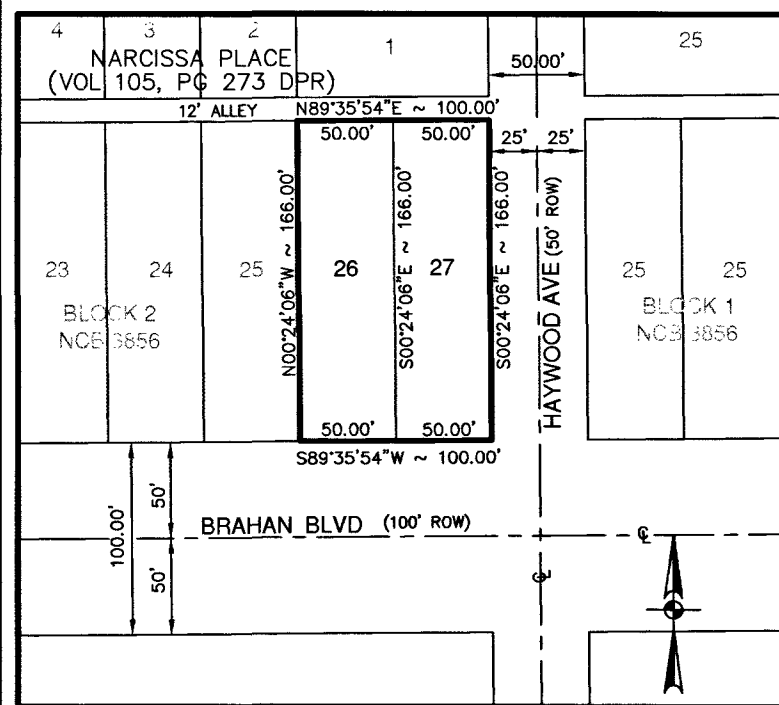 4 3 2 1 25
NARCISSA PLACE
(VOL 105, PG 273 DPR)
50.00'
12' ALLEY N89°35'54"E ~ 100.00'
50.00' 50.00' 25' 25'
N00°24'06"W ~ 166.00'
S00°24'06"E ~ 166.00'
S00°24'06"E ~ 166.00'
HAYWOOD AVE (50' ROW)
23 24 25 26 27 25 25
BLOCK 2
NCB 3856
BLOCK 1
NCB 3856
50.00' 50.00'
S89°35'54"W ~ 100.00'
100.00'
50'
50'
BRAHAN BLVD (100' ROW)
℄
℄